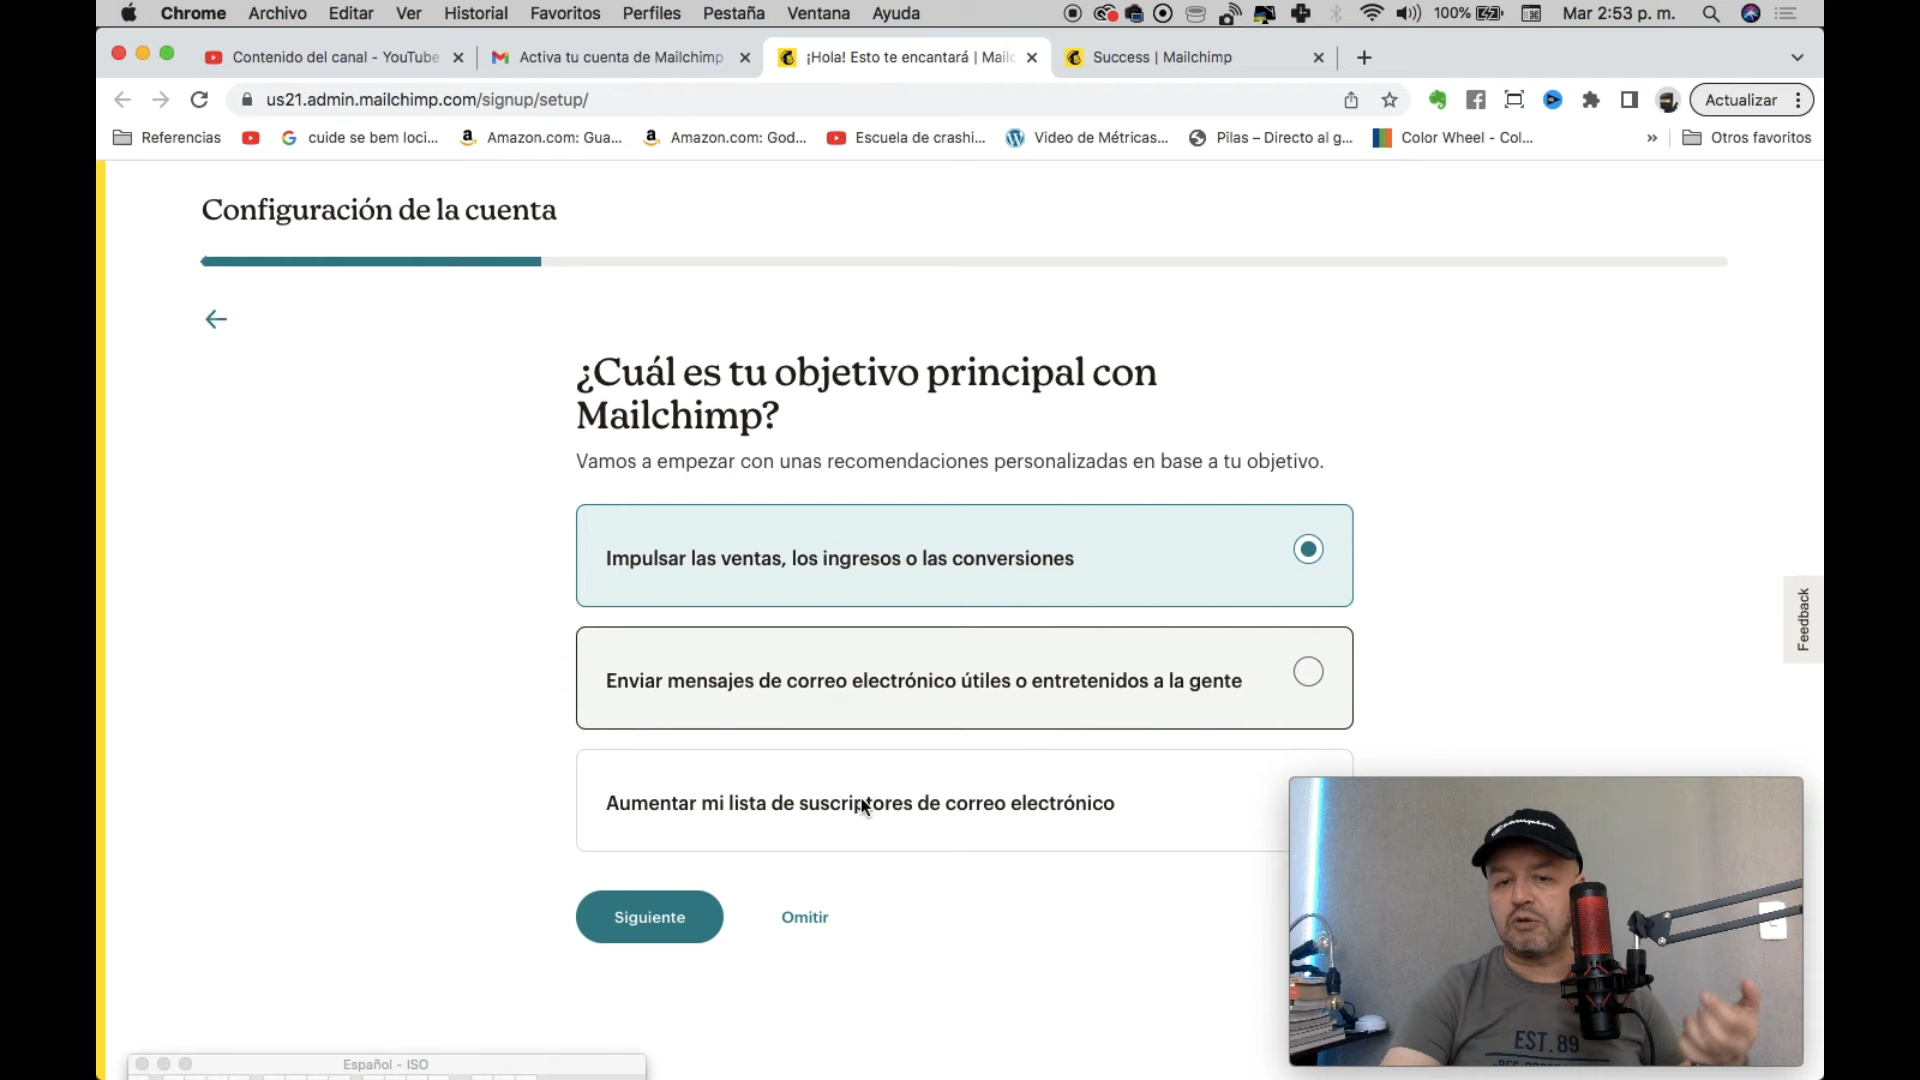 Chrome Archivo Editar Ver Historial Favoritos Perfiles Pestaña Ventana Ayuda 100% Mar 2:53 p. m.
Contenido del canal - YouTube Activa tu cuenta de Mailchimp ¡Hola! Esto te encantará | Mailc Success | Mailchimp
us21.admin.mailchimp.com/signup/setup/ Actualizar
Referencias cuide se bem loci... Amazon.com: Gua... Amazon.com: God... Escuela de crashi... Video de Métricas... Pilas – Directo al g... Color Wheel - Col... » Otros favoritos
Configuración de la cuenta
¿Cuál es tu objetivo principal con
Mailchimp?
Vamos a empezar con unas recomendaciones personalizadas en base a tu objetivo.
Impulsar las ventas, los ingresos o las conversiones
Enviar mensajes de correo electrónico útiles o entretenidos a la gente
Feedback
Aumentar mi lista de suscriptores de correo electrónico
Siguiente Omitir
Champion
EST.89
Español - ISO